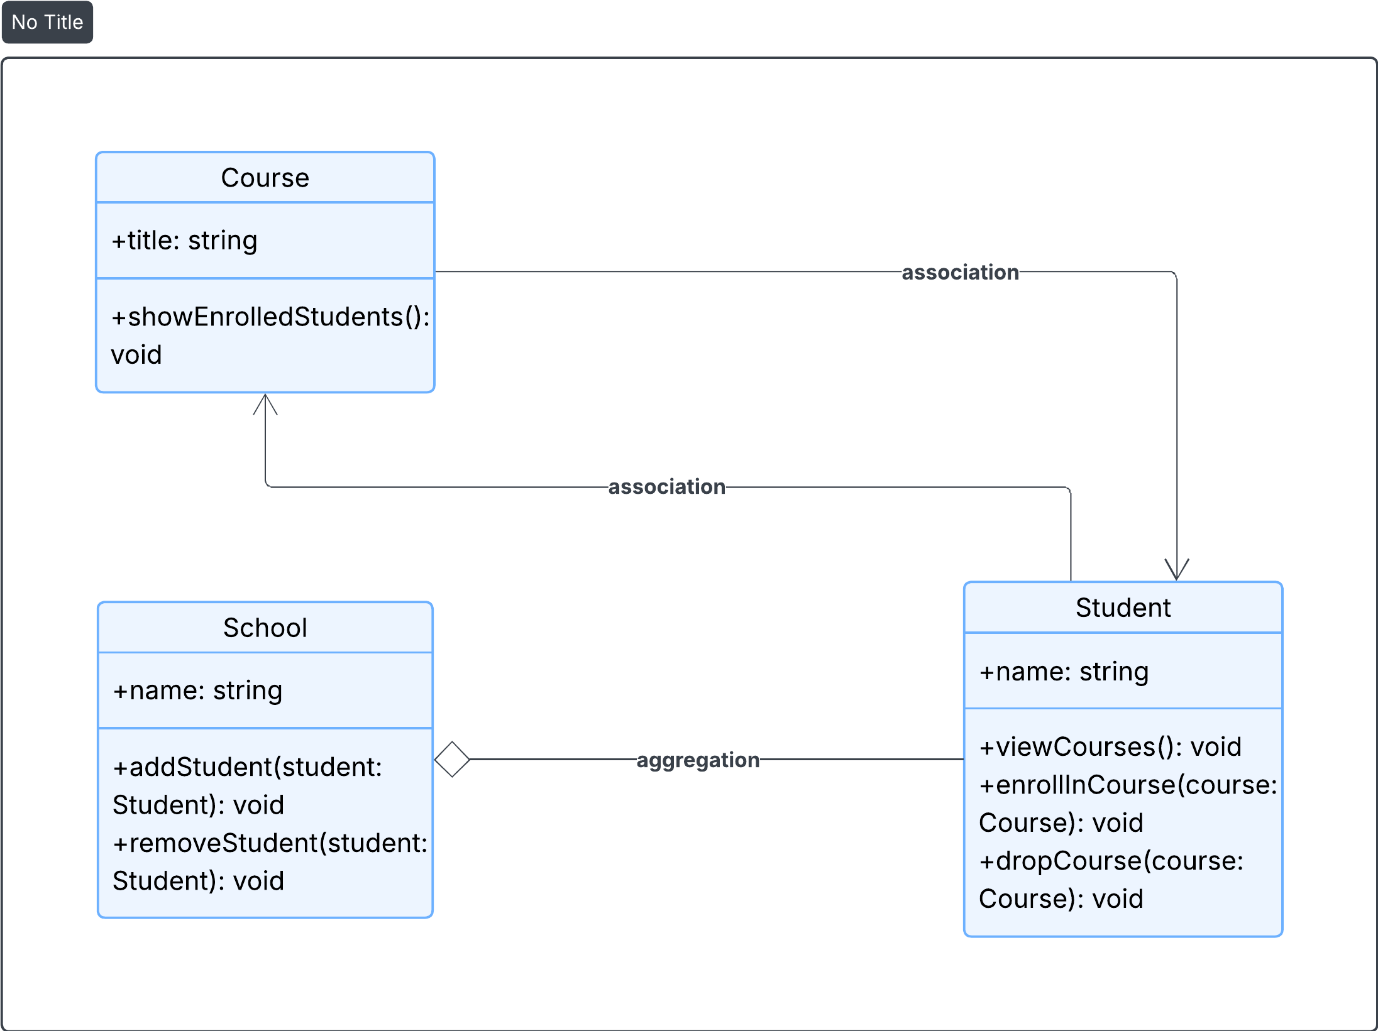 No Title
Course
+title: string
+showEnrolledStudents():
void
association
association
School
+name: string
+addStudent(student:
Student): void
+removeStudent(student:
Student): void
aggregation
Student
+name: string
+viewCourses(): void
+enrollInCourse(course:
Course): void
+dropCourse(course:
Course): void